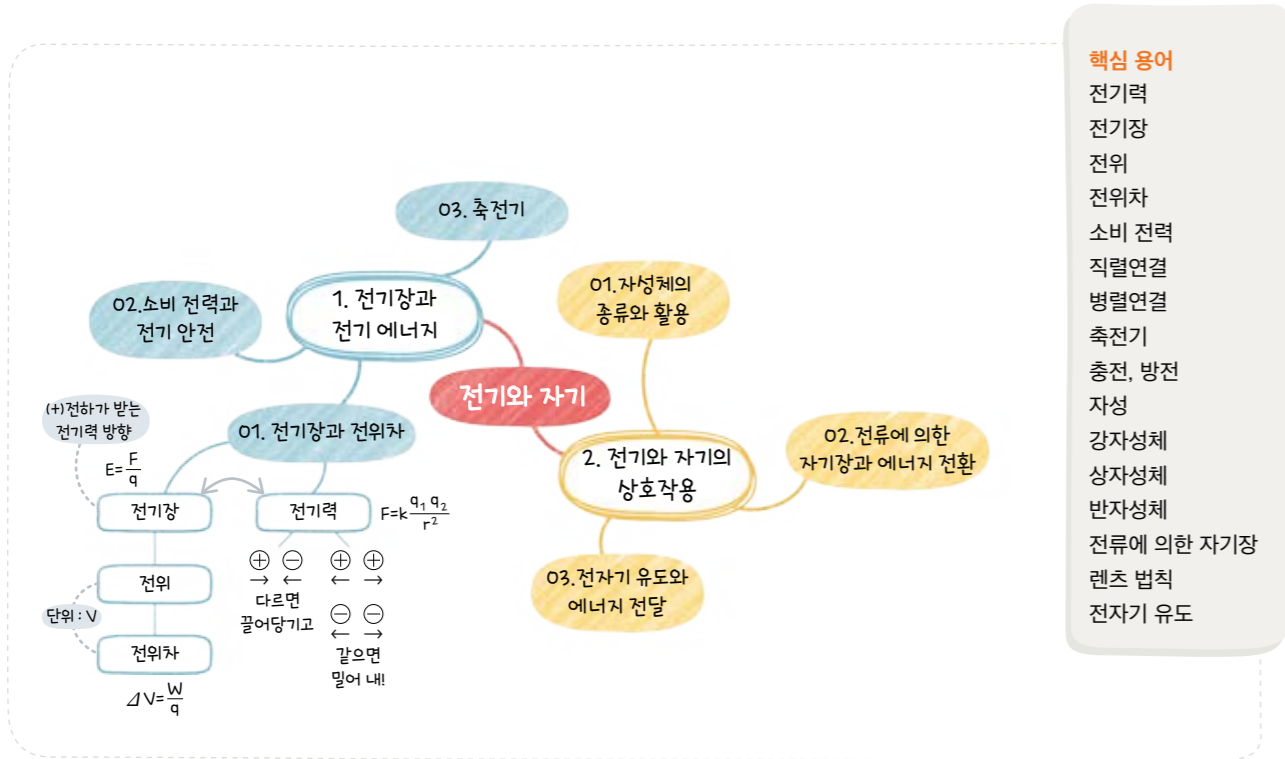 핵심 용어
전기력
전기장
전위
전위차
소비 전력
직렬연결
병렬연결
축전기
충전, 방전
자성
강자성체
상자성체
반자성체
전류에 의한 자기장
렌츠 법칙
전자기 유도
전기와 자기
1. 전기장과
전기 에너지
03. 축전기
02.소비 전력과
전기 안전
01. 전기장과 전위차
(+)전하가 받는
전기력 방향
E=F/q
전기장
전기력
F=k q₁ q₂/r²
전위
단위 : V
전위차
⊿V=W/q
⊕ ⊖
→ ←
다르면
끌어당기고
⊕ ⊕
← →
⊖ ⊖
← →
같으면
밀어 내!
2. 전기와 자기의
상호작용
01.자성체의
종류와 활용
02.전류에 의한
자기장과 에너지 전환
03.전자기 유도와
에너지 전달